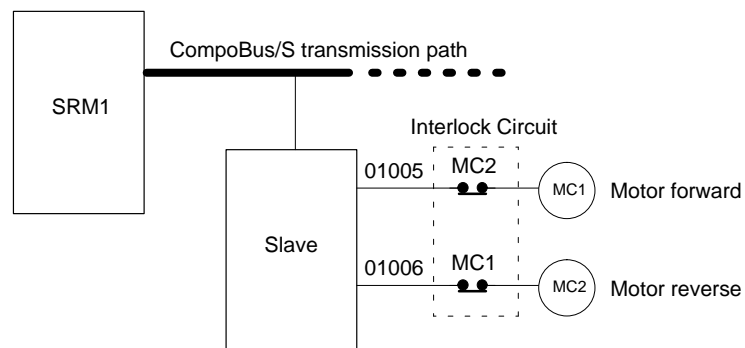 CompoBus/S transmission path
SRM1
Interlock Circuit
01005
MC2
MC1
Motor forward
Slave
01006
MC1
MC2
Motor reverse